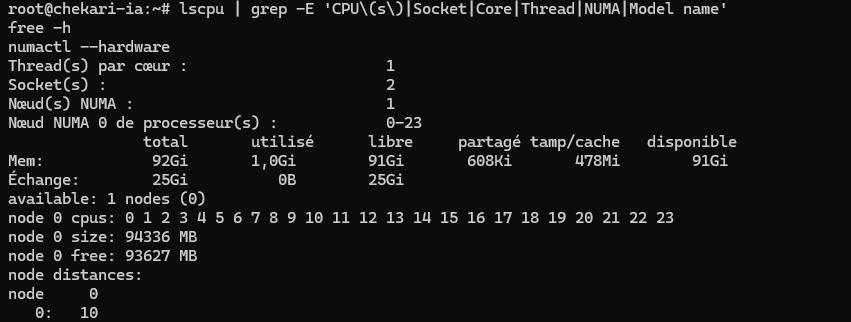 root@chekari-ia:~# lscpu | grep -E 'CPU\(s\)|Socket|Core|Thread|NUMA|Model name'
free -h
numactl --hardware
Thread(s) par cœur : 1
Socket(s) : 2
Nœud(s) NUMA : 1
Nœud NUMA 0 de processeur(s) : 0-23
total utilisé libre partagé tamp/cache disponible
Mem: 92Gi 1,0Gi 91Gi 608Ki 478Mi 91Gi
Échange: 25Gi 0B 25Gi
available: 1 nodes (0)
node 0 cpus: 0 1 2 3 4 5 6 7 8 9 10 11 12 13 14 15 16 17 18 19 20 21 22 23
node 0 size: 94336 MB
node 0 free: 93627 MB
node distances:
node 0
0: 10